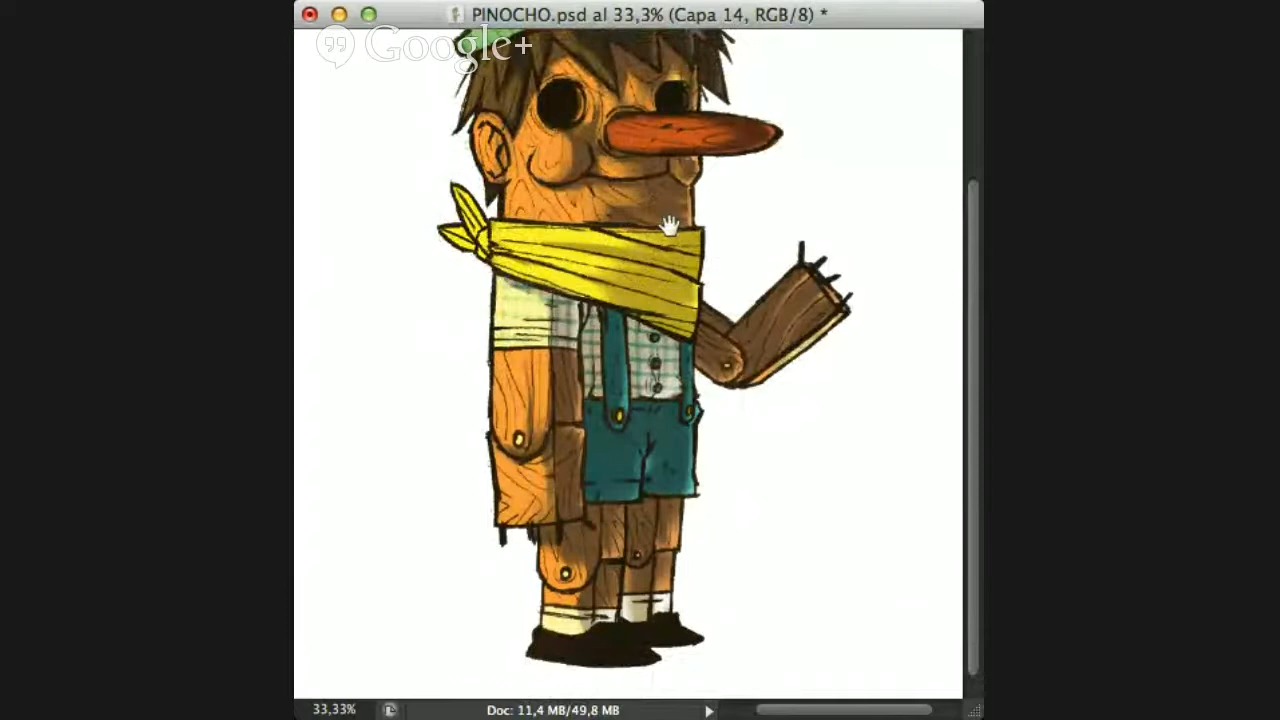 PINOCHO.psd al 33,3% (Capa 14, RGB/8) *
Google+
33,33%
Doc: 11,4 MB/49,8 MB